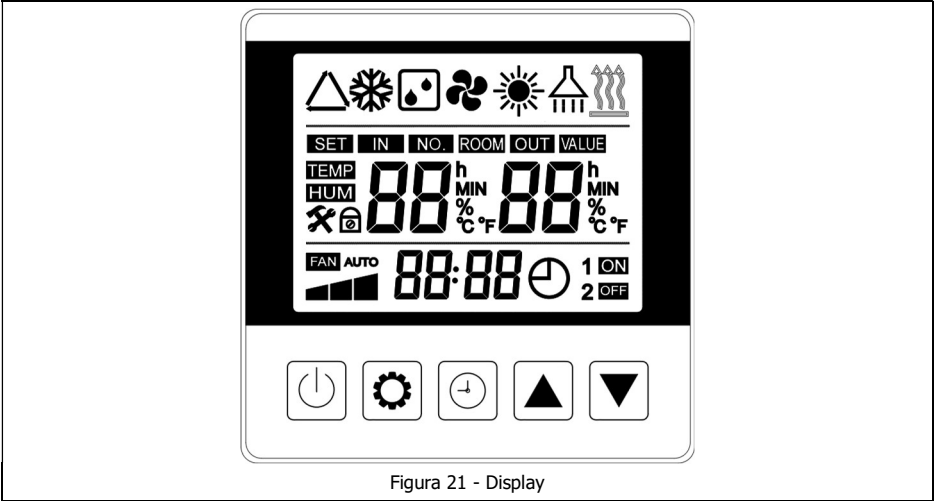 SET IN NO. ROOM OUT VALUE
TEMP 88 h 88 h
HUM MIN MIN
% %
°C °F °C °F
FAN AUTO 88:88 1 ON
2 OFF
Figura 21 - Display